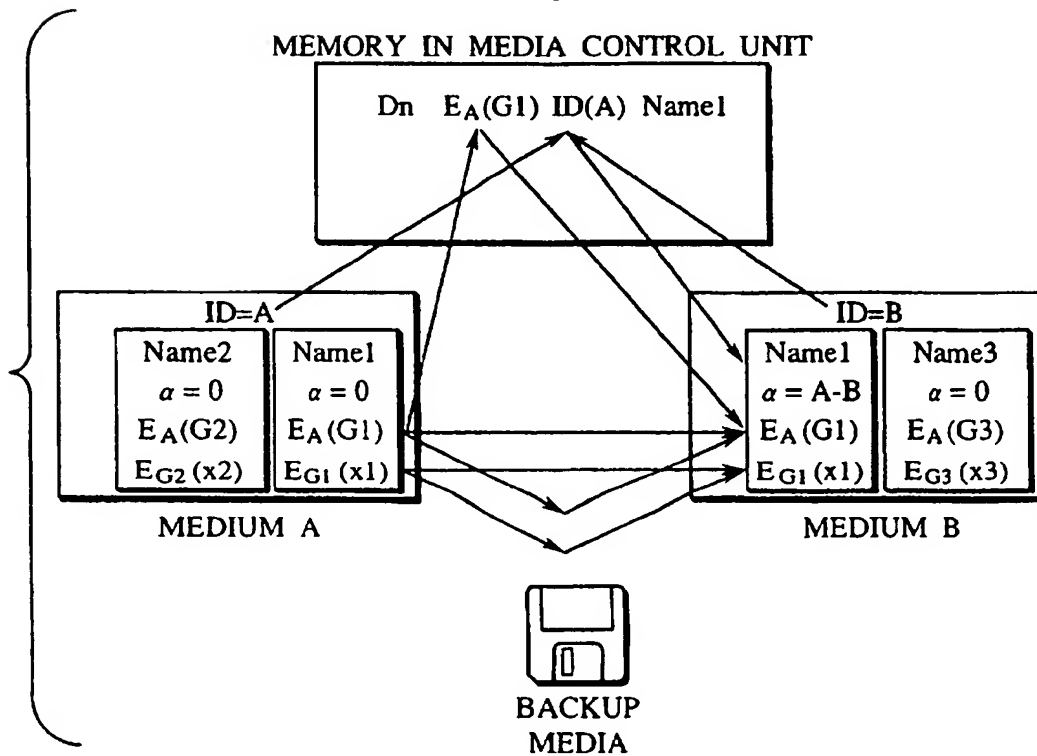 MEMORY IN MEDIA CONTROL UNIT
Dn E_A(G1) ID(A) Name1
ID=A
Name2
α = 0
E_A(G2)
E_G2(x2)
Name1
α = 0
E_A(G1)
E_G1(x1)
MEDIUM A
ID=B
Name1
α = A-B
E_A(G1)
E_G1(x1)
Name3
α = 0
E_A(G3)
E_G3(x3)
MEDIUM B
BACKUP
MEDIA